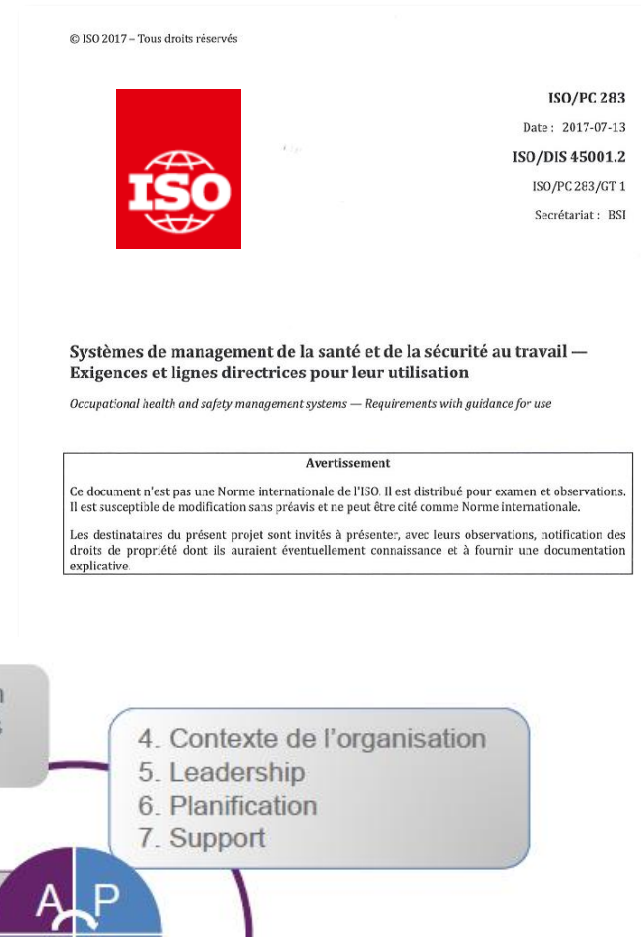 © ISO 2017 – Tous droits réservés
ISO/PC 283
Date : 2017-07-13
ISO/DIS 45001.2
ISO/PC 283/GT 1
Secrétariat : BSI
ISO
Systèmes de management de la santé et de la sécurité au travail —
Exigences et lignes directrices pour leur utilisation
Occupational health and safety management systems — Requirements with guidance for use
Avertissement
Ce document n'est pas une Norme internationale de l'ISO. Il est distribué pour examen et observations.
Il est susceptible de modification sans préavis et ne peut être cité comme Norme internationale.
Les destinataires du présent projet sont invités à présenter, avec leurs observations, notification des
droits de propriété dont ils auraient éventuellement connaissance et à fournir une documentation
explicative.
4. Contexte de l'organisation
5. Leadership
6. Planification
7. Support
A P